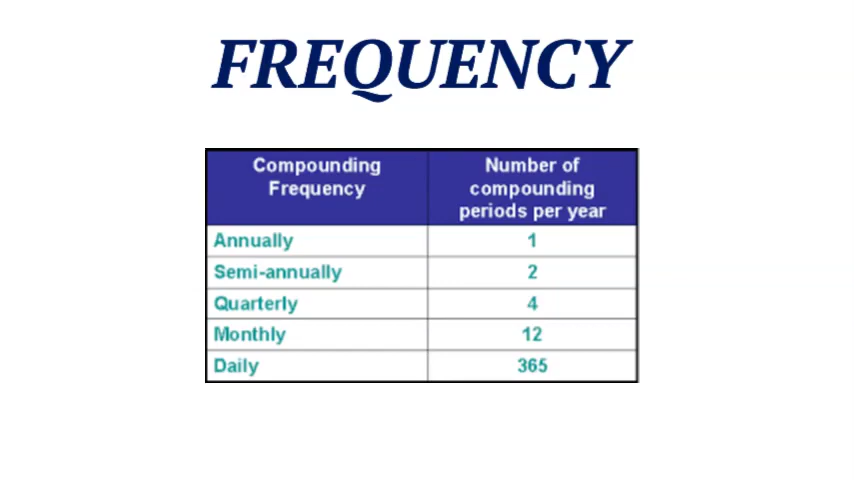 FREQUENCY
Compounding Frequency
Number of compounding periods per year
Annually 1
Semi-annually 2
Quarterly 4
Monthly 12
Daily 365